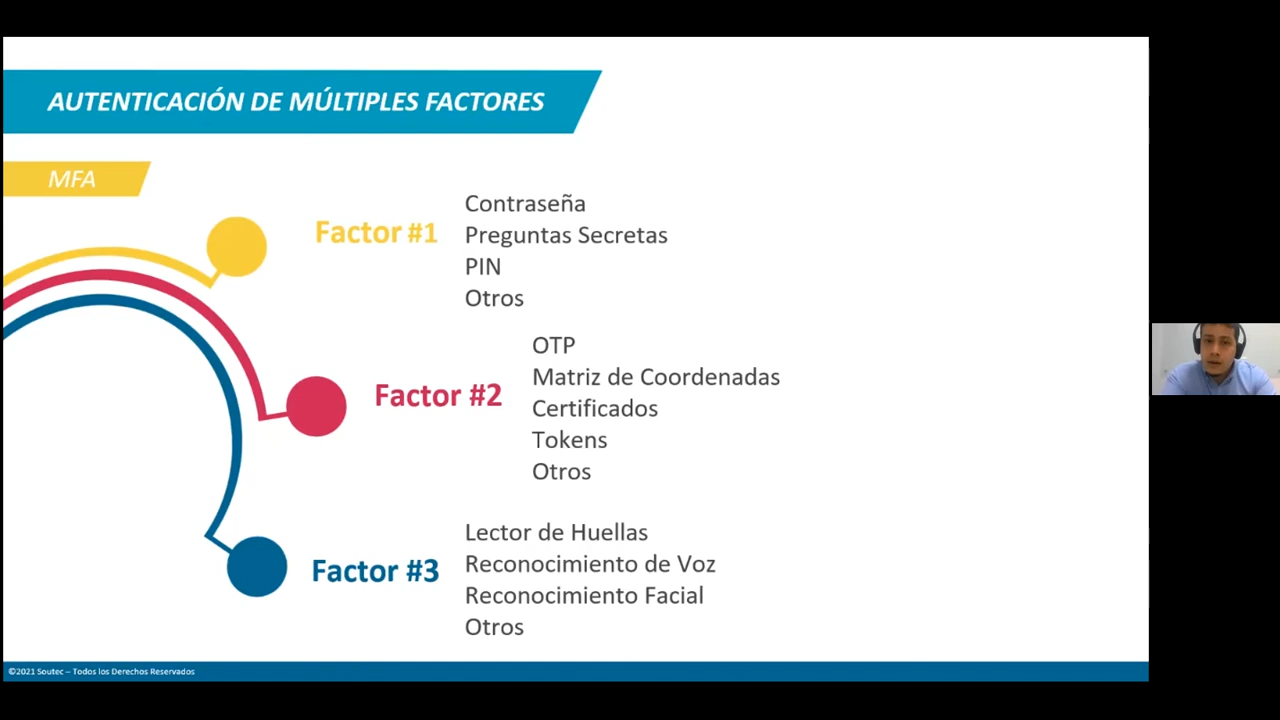 AUTENTICACIÓN DE MÚLTIPLES FACTORES
MFA
Factor #1
Contraseña
Preguntas Secretas
PIN
Otros
Factor #2
OTP
Matriz de Coordenadas
Certificados
Tokens
Otros
Factor #3
Lector de Huellas
Reconocimiento de Voz
Reconocimiento Facial
Otros
©2021 Soutec – Todos los Derechos Reservados